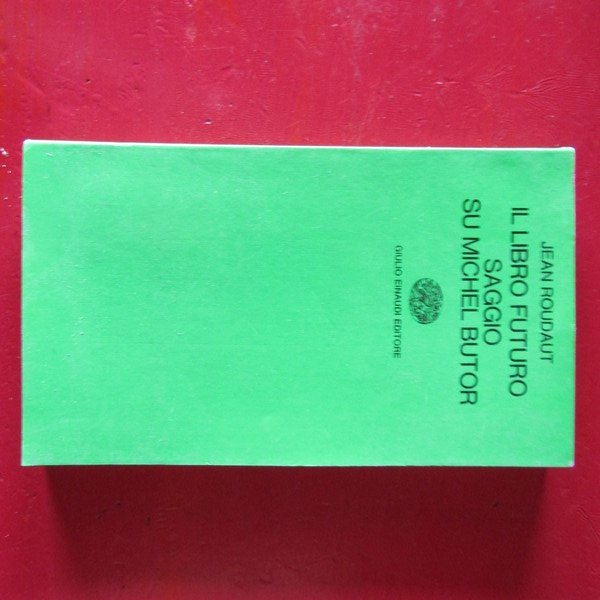 JEAN ROUDAUT
IL LIBRO FUTURO
SAGGIO
SU MICHEL BUTOR
GIULIO EINAUDI EDITORE